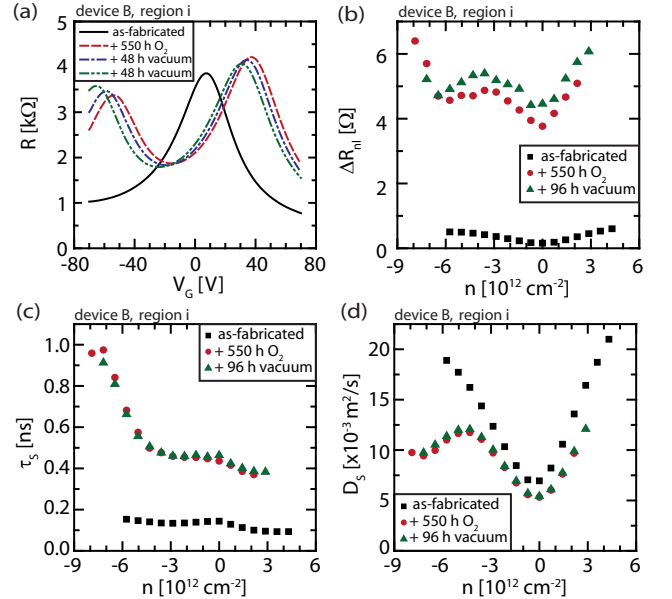 (a)
device B, region i
as-fabricated
+ 550 h O2
+ 48 h vacuum
+ 48 h vacuum
R [kΩ]
5
4
3
2
1
0
-80 -40 0 40 80
VG [V]
(b)
device B, region i
ΔRnl [Ω]
6
4
2
0
as-fabricated
+ 550 h O2
+ 96 h vacuum
-9 -6 -3 0 3 6
n [10^12 cm^-2]
(c)
device B, region i
τS [ns]
1.0
0.8
0.6
0.4
0.2
0.0
as-fabricated
+ 550 h O2
+ 96 h vacuum
-9 -6 -3 0 3 6
n [10^12 cm^-2]
(d)
device B, region i
DS [x10^-3 m^2/s]
20
15
10
5
0
as-fabricated
+ 550 h O2
+ 96 h vacuum
-9 -6 -3 0 3 6
n [10^12 cm^-2]